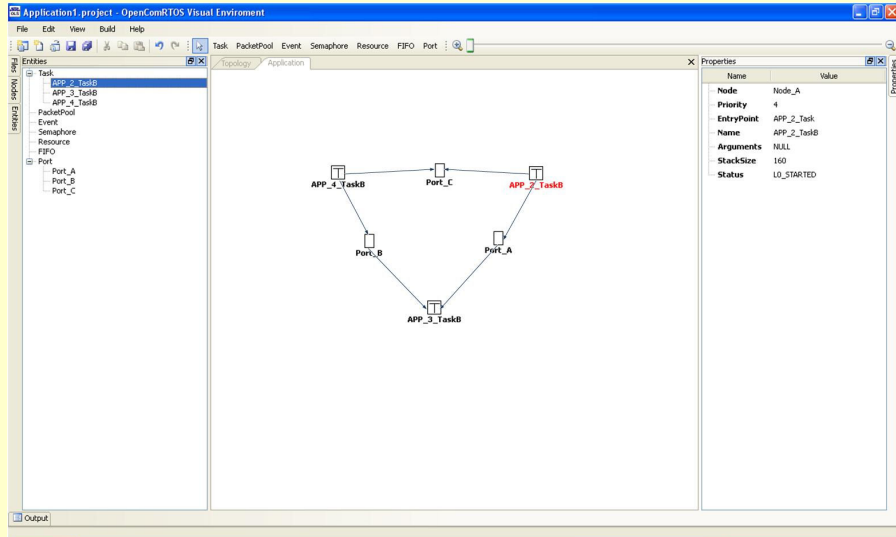 Application1.project - OpenComRTOS Visual Enviroment
File Edit View Build Help
Task PacketPool Event Semaphore Resource FIFO Port
Files
Nodes
Entities
Entities
Task
APP_2_TaskB
APP_3_TaskB
APP_4_TaskB
PacketPool
Event
Semaphore
Resource
FIFO
Port
Port_A
Port_B
Port_C
Topology Application
APP_4_TaskB
Port_C
APP_2_TaskB
Port_B
Port_A
APP_3_TaskB
Properties
Name Value
Node Node_A
Priority 4
EntryPoint APP_2_Task
Name APP_2_TaskB
Arguments NULL
StackSize 160
Status L0_STARTED
Properties
Output